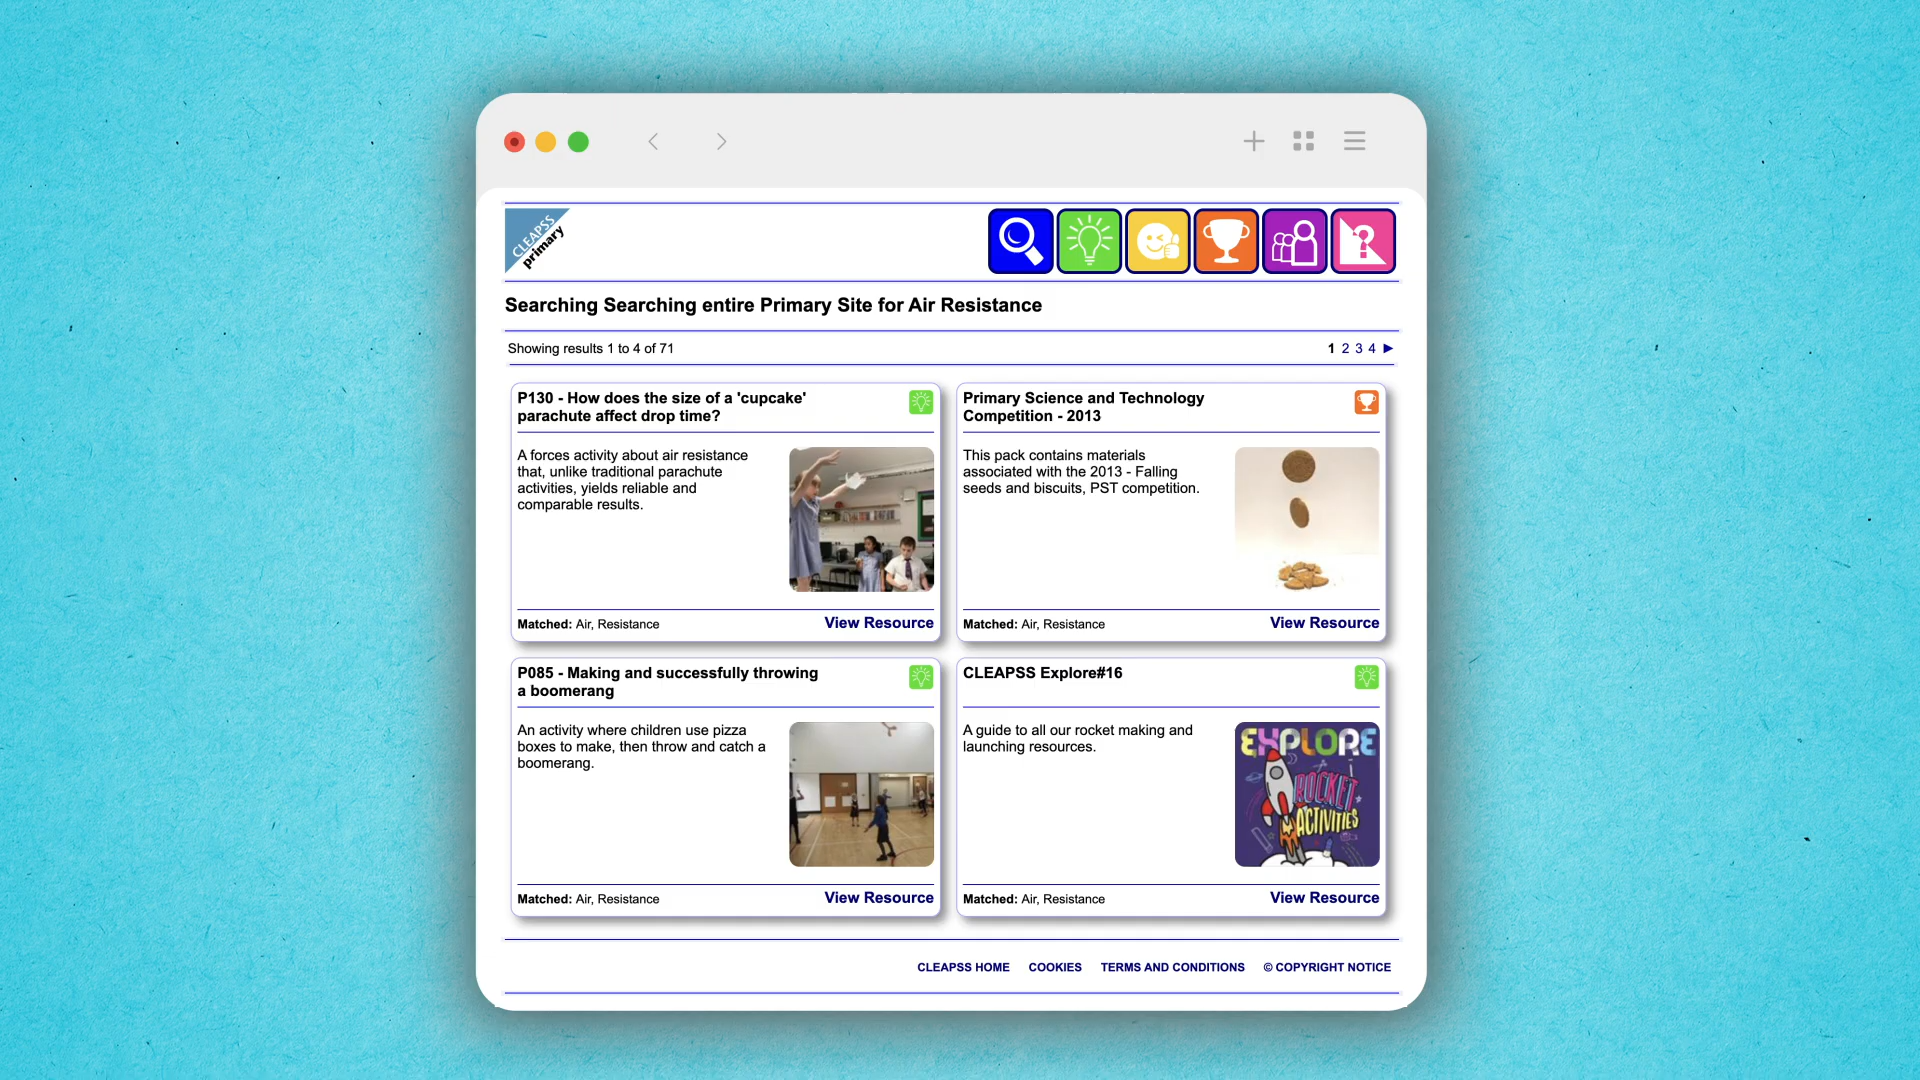 CLEAPSS
primary
Searching Searching entire Primary Site for Air Resistance
Showing results 1 to 4 of 71
1 2 3 4
P130 - How does the size of a 'cupcake'
parachute affect drop time?
A forces activity about air resistance
that, unlike traditional parachute
activities, yields reliable and
comparable results.
Matched: Air, Resistance
View Resource
Primary Science and Technology
Competition - 2013
This pack contains materials
associated with the 2013 - Falling
seeds and biscuits, PST competition.
Matched: Air, Resistance
View Resource
P085 - Making and successfully throwing
a boomerang
An activity where children use pizza
boxes to make, then throw and catch a
boomerang.
Matched: Air, Resistance
View Resource
CLEAPSS Explore#16
A guide to all our rocket making and
launching resources.
EXPLORE
ROCKET
ACTIVITIES
Matched: Air, Resistance
View Resource
CLEAPSS HOME COOKIES TERMS AND CONDITIONS © COPYRIGHT NOTICE